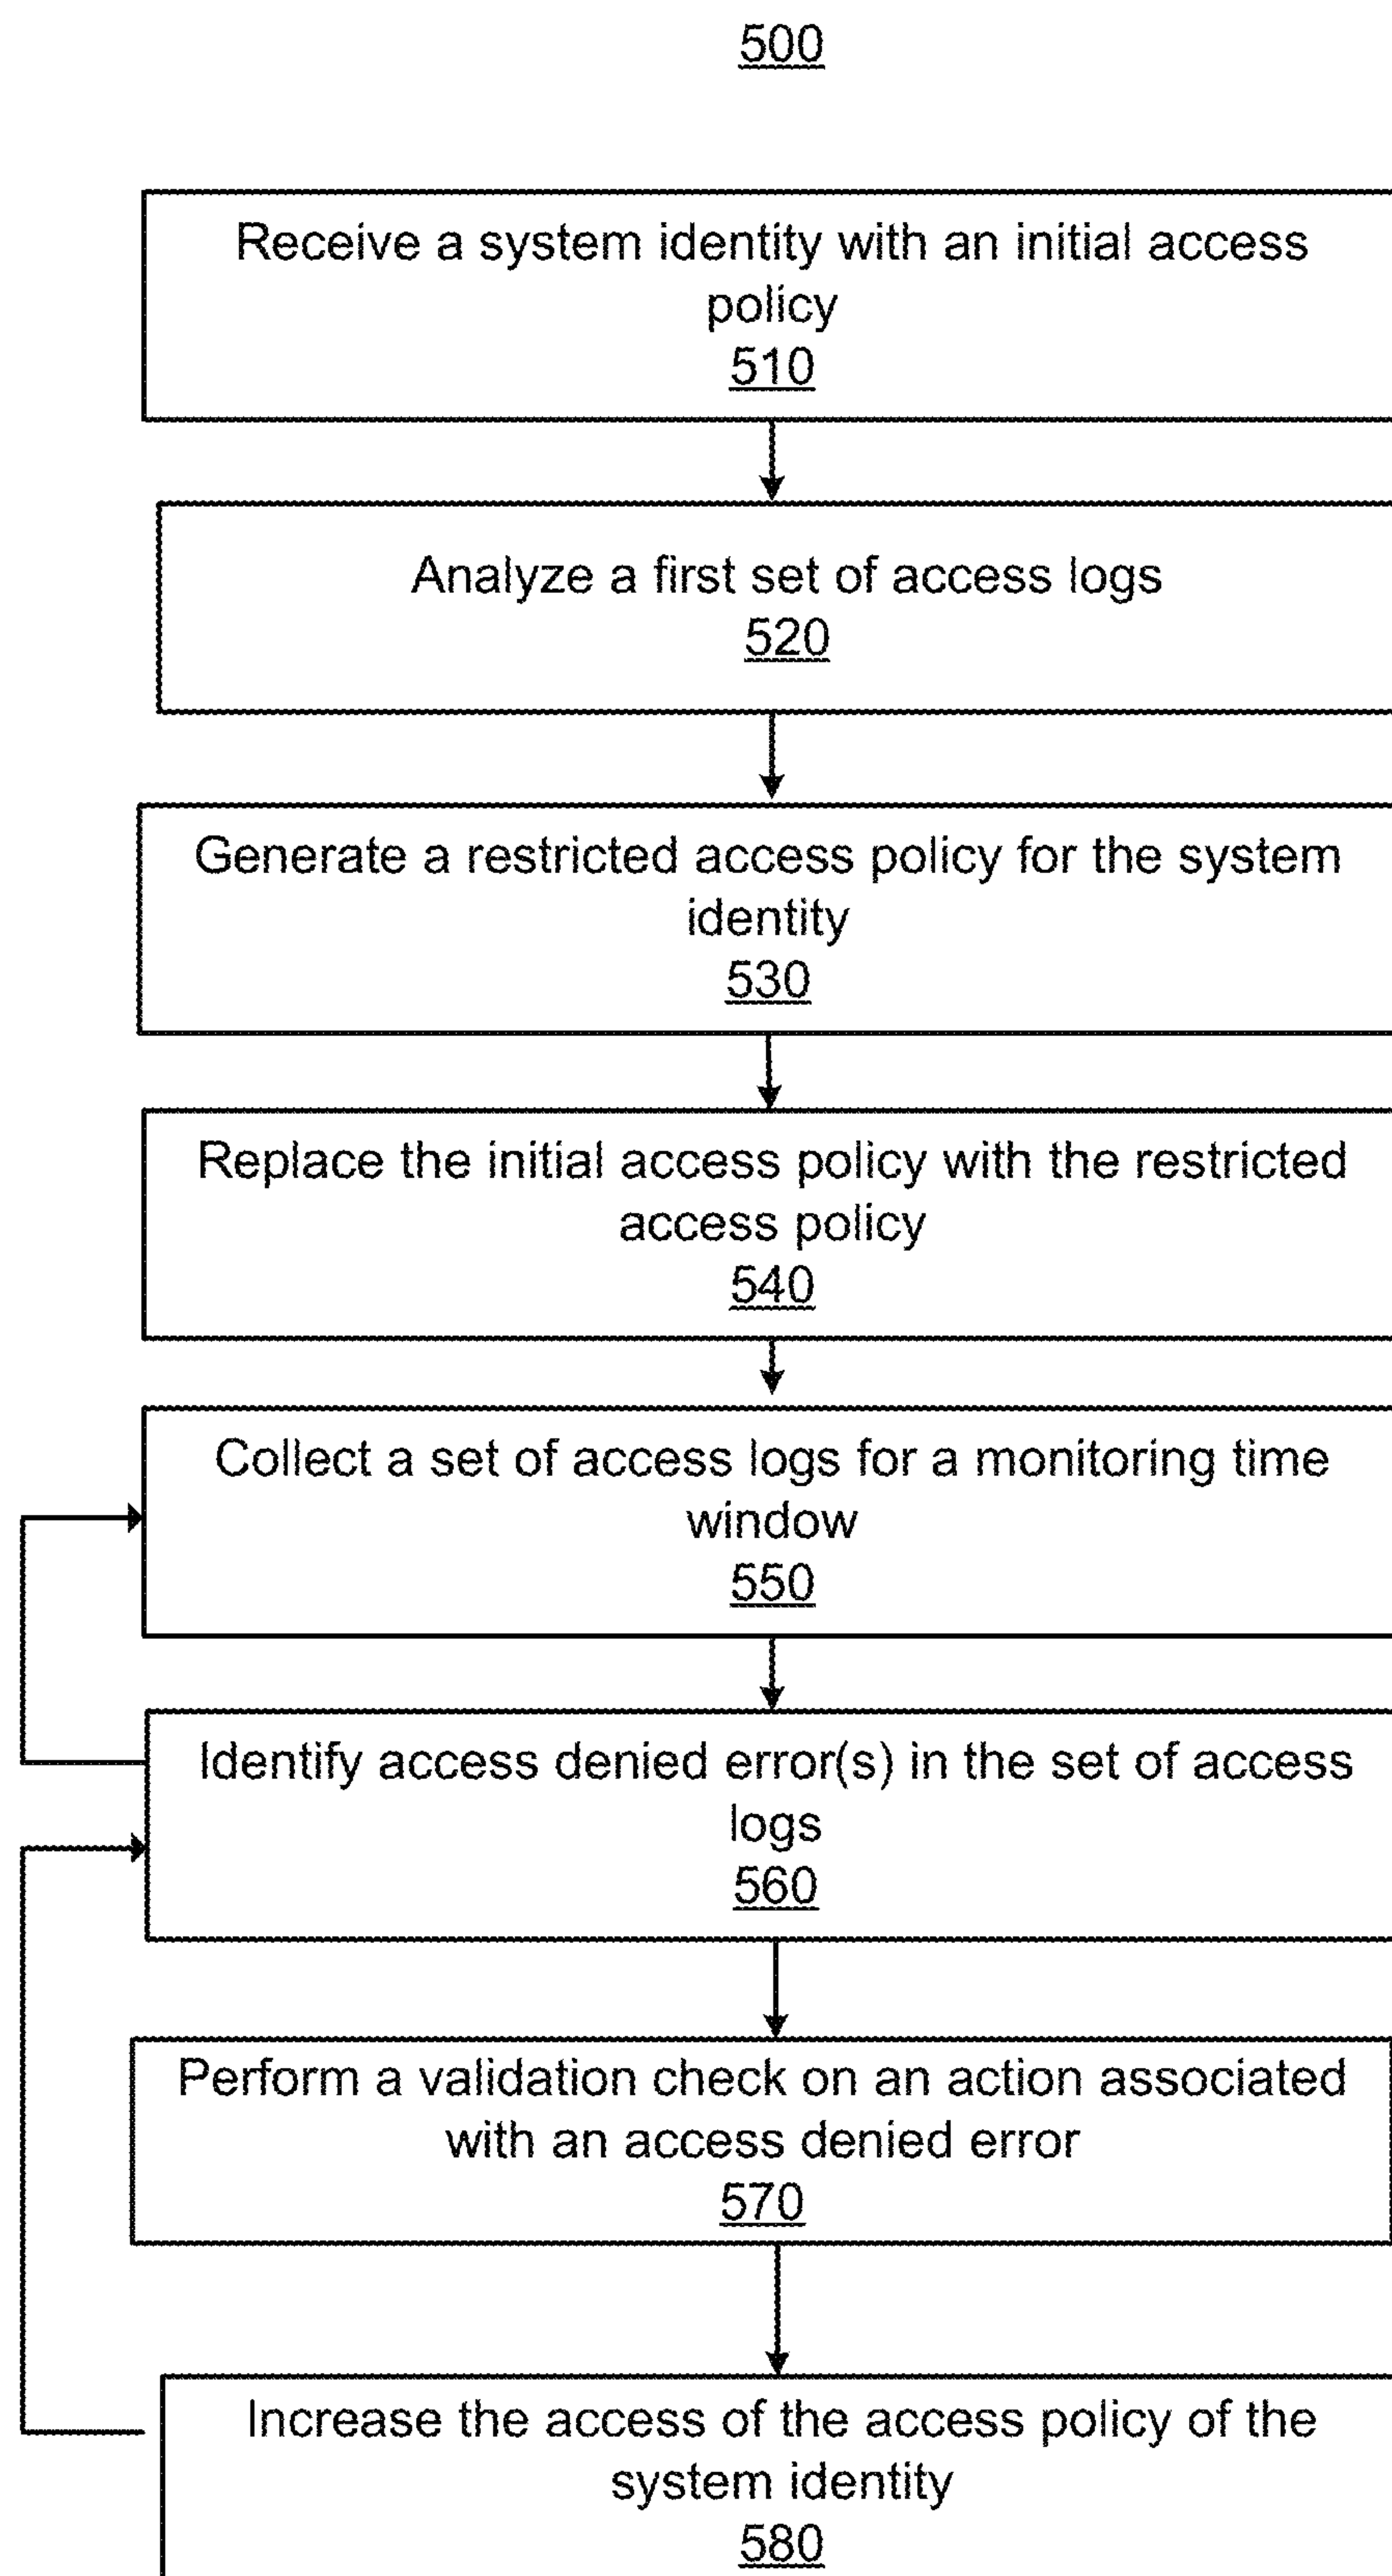 500
Receive a system identity with an initial access
policy
510
Analyze a first set of access logs
520
Generate a restricted access policy for the system
identity
530
Replace the initial access policy with the restricted
access policy
540
Collect a set of access logs for a monitoring time
window
550
Identify access denied error(s) in the set of access
logs
560
Perform a validation check on an action associated
with an access denied error
570
Increase the access of the access policy of the
system identity
580